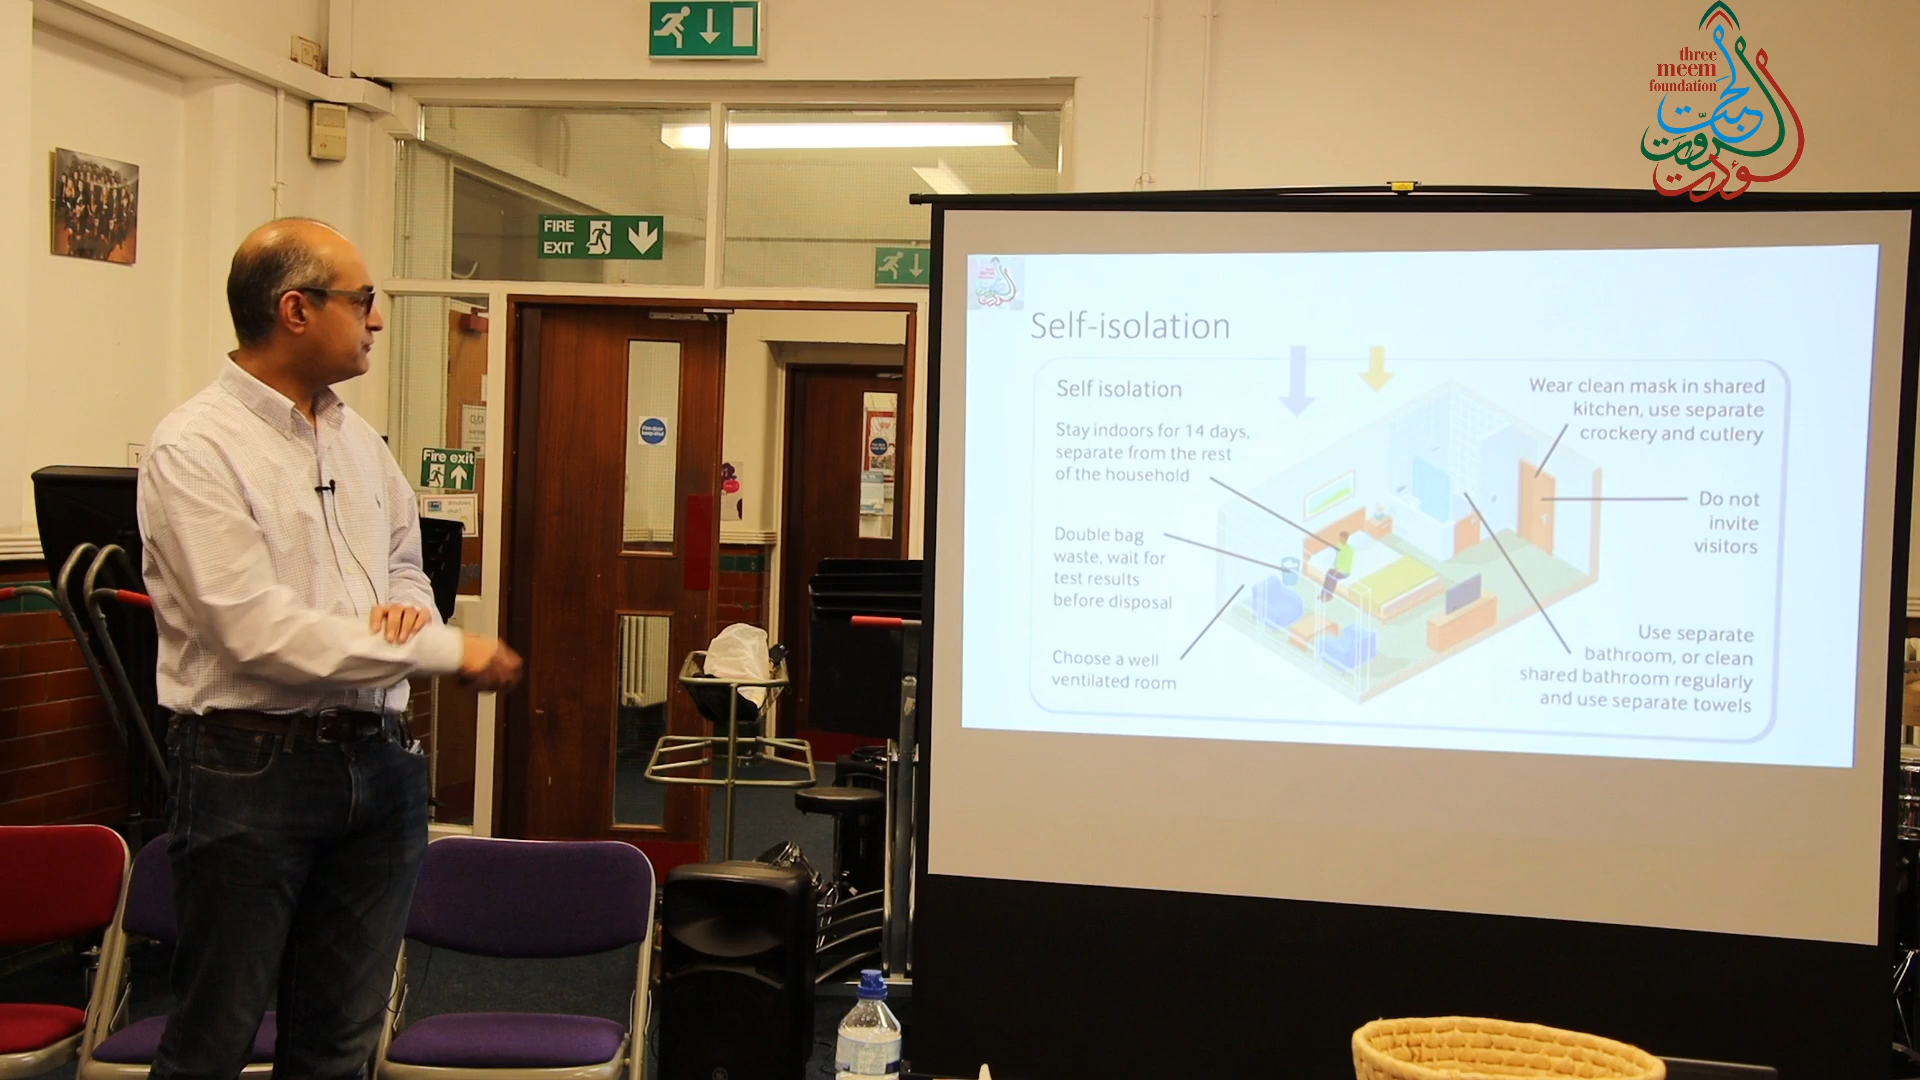 three
meem
foundation
FIRE
EXIT
Fire exit
Self-isolation
Self isolation
Stay indoors for 14 days,
separate from the rest
of the household
Double bag
waste, wait for
test results
before disposal
Choose a well
ventilated room
Wear clean mask in shared
kitchen, use separate
crockery and cutlery
Do not
invite
visitors
Use separate
bathroom, or clean
shared bathroom regularly
and use separate towels